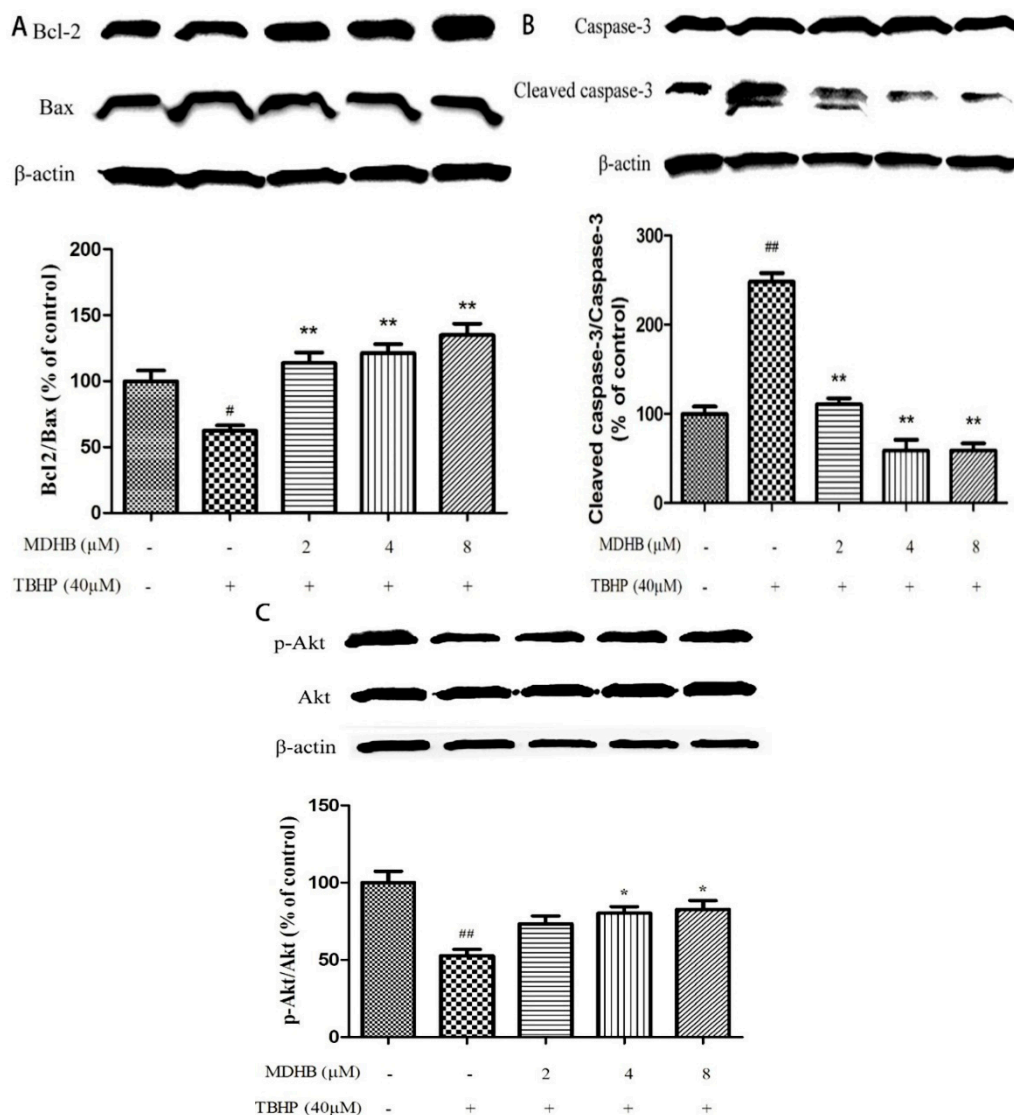 A
Bcl-2
Bax
β-actin
200
150
100
50
0
Bcl2/Bax (% of control)
#
**
**
**
MDHB (µM) - - 2 4 8
TBHP (40µM) - + + + +
B
Caspase-3
Cleaved caspase-3
β-actin
300
200
100
0
Cleaved caspase-3/Caspase-3
(% of control)
##
**
**
**
MDHB (µM) - - 2 4 8
TBHP (40µM) - + + + +
C
p-Akt
Akt
β-actin
150
100
50
0
p-Akt/Akt (% of control)
##
*
*
MDHB (µM) - - 2 4 8
TBHP (40µM) - + + + +